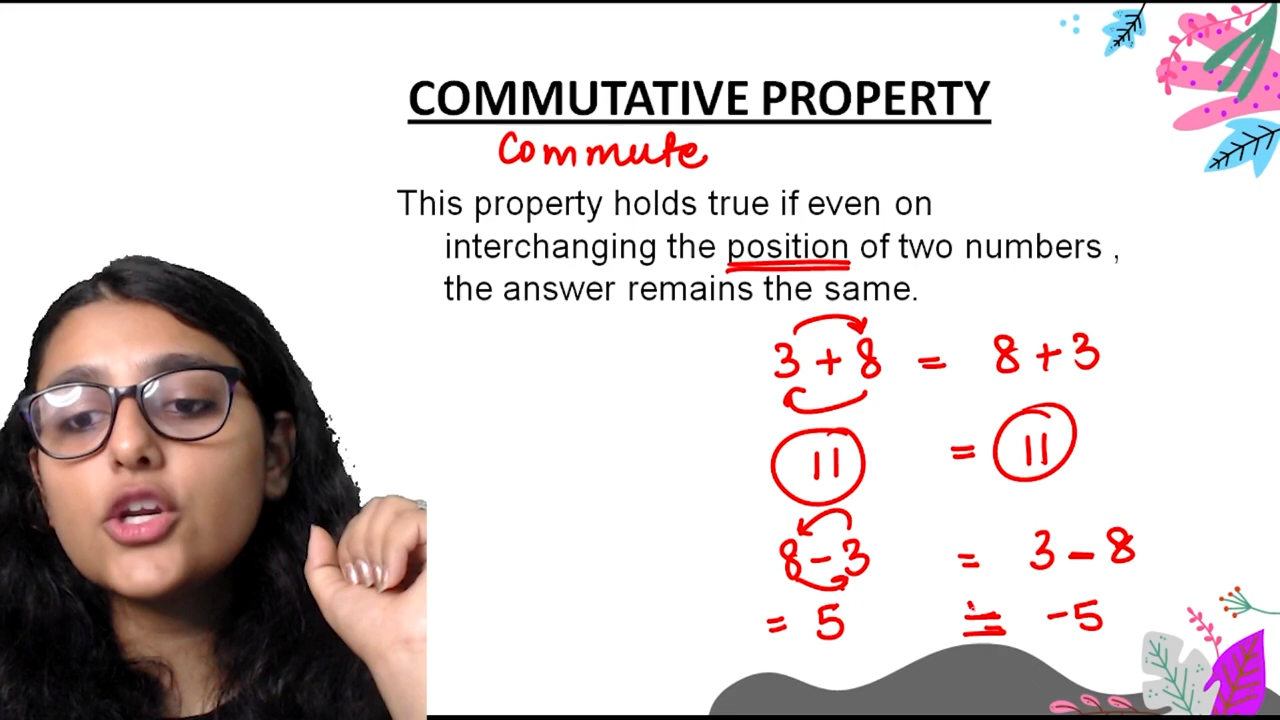 COMMUTATIVE PROPERTY
Commute
This property holds true if even on
interchanging the position of two numbers ,
the answer remains the same.
3 + 8 = 8 + 3
11 = 11
8 - 3 = 3 - 8
= 5 = -5